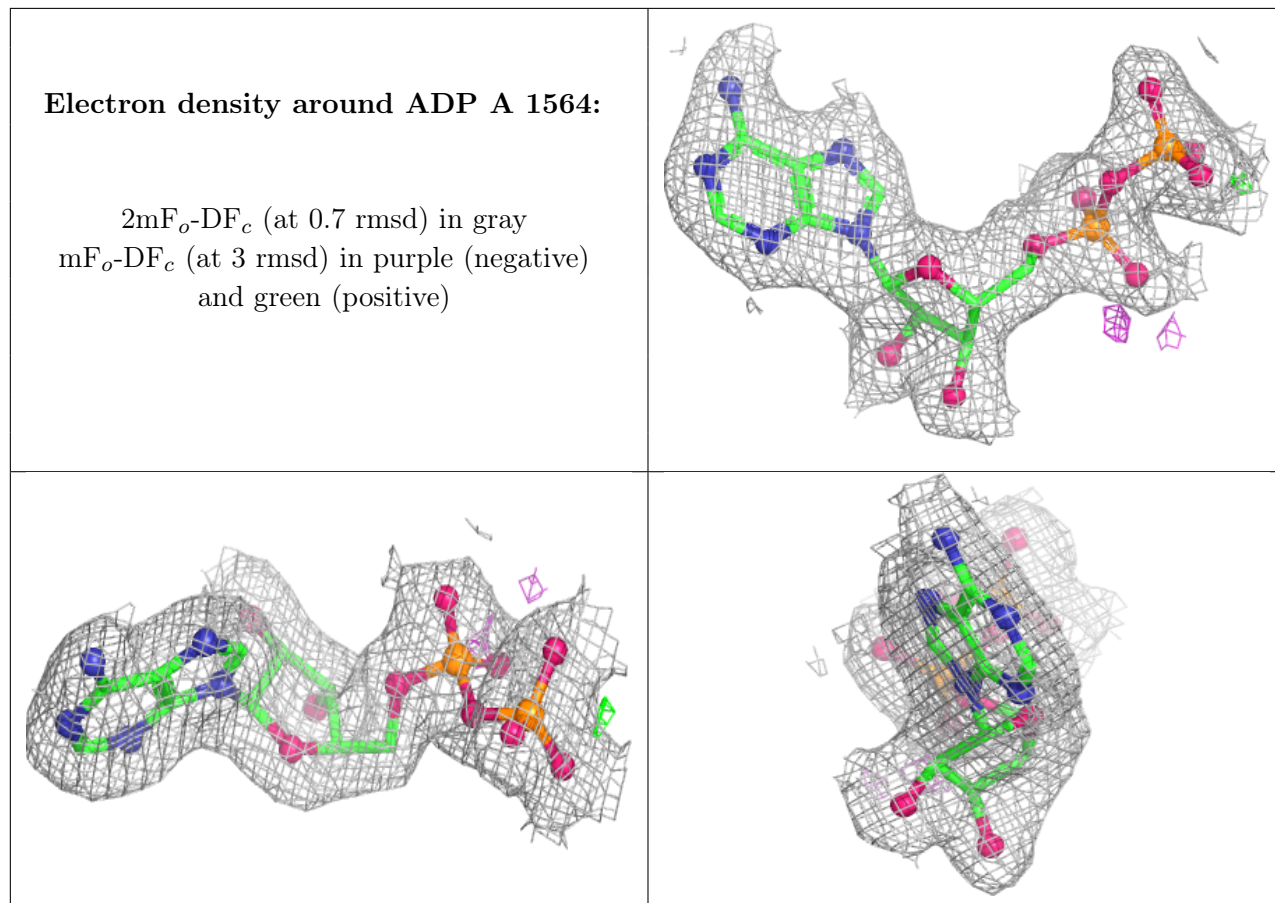 Electron density around ADP A 1564:
2mFo-DFc (at 0.7 rmsd) in gray
mFo-DFc (at 3 rmsd) in purple (negative)
and green (positive)